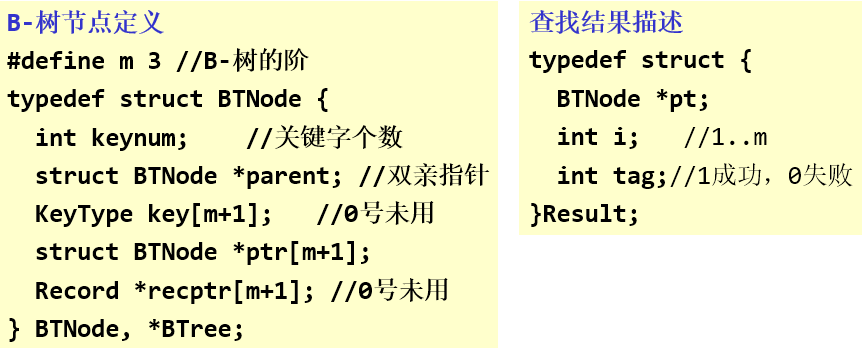 B-树节点定义
#define m 3 //B-树的阶
typedef struct BTNode {
  int keynum;    //关键字个数
  struct BTNode *parent; //双亲指针
  KeyType key[m+1];   //0号未用
  struct BTNode *ptr[m+1];
  Record *recptr[m+1]; //0号未用
} BTNode, *BTree;
查找结果描述
typedef struct {
  BTNode *pt;
  int i;   //1..m
  int tag;//1成功，0失败
}Result;